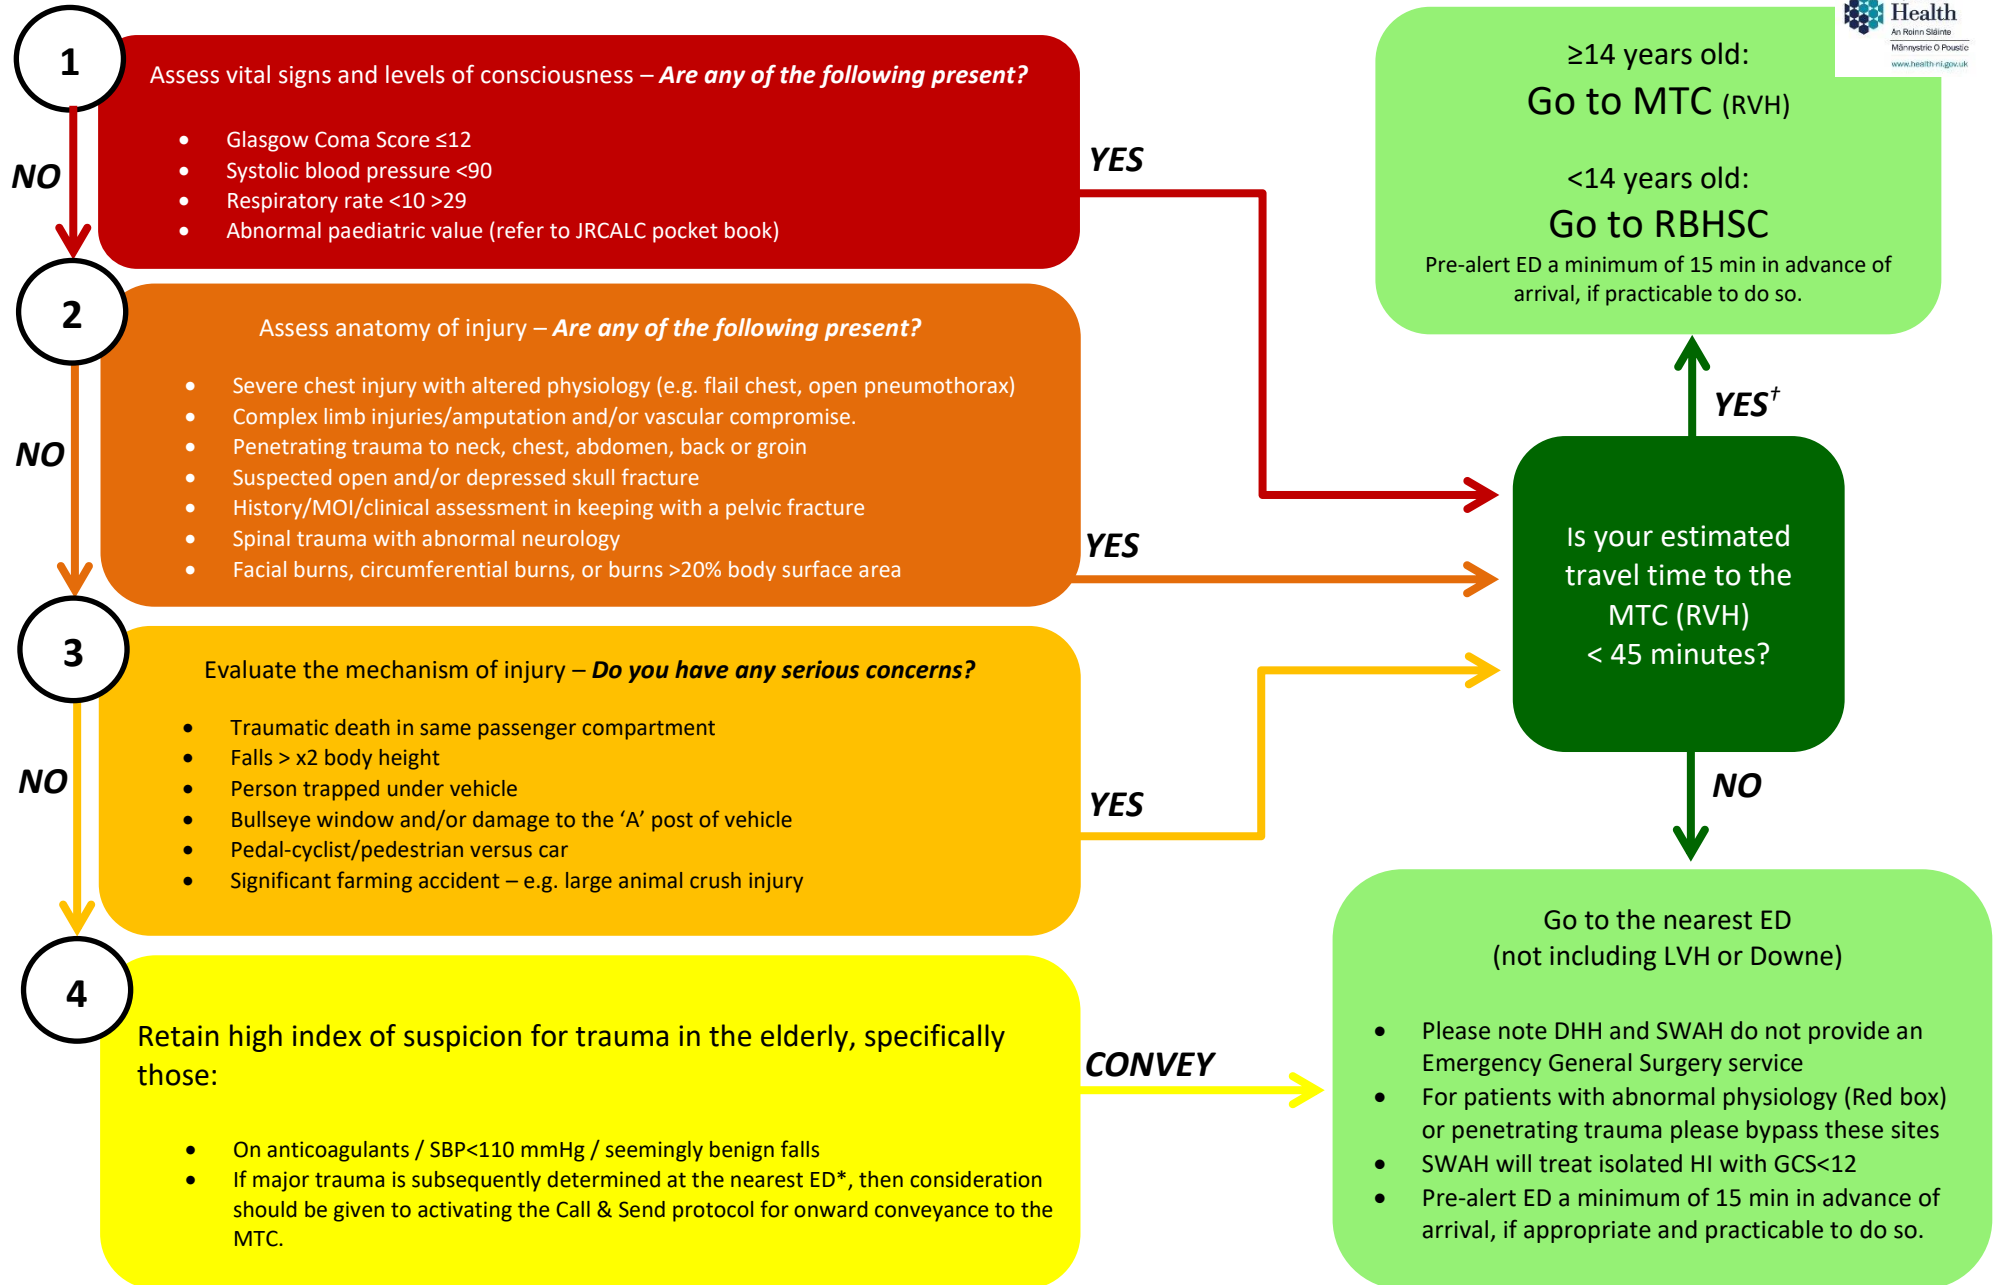 1
Assess vital signs and levels of consciousness – Are any of the following present?
• Glasgow Coma Score ≤12
• Systolic blood pressure <90
• Respiratory rate <10 >29
• Abnormal paediatric value (refer to JRCALC pocket book)
NO
YES
2
Assess anatomy of injury – Are any of the following present?
• Severe chest injury with altered physiology (e.g. flail chest, open pneumothorax)
• Complex limb injuries/amputation and/or vascular compromise.
• Penetrating trauma to neck, chest, abdomen, back or groin
• Suspected open and/or depressed skull fracture
• History/MOI/clinical assessment in keeping with a pelvic fracture
• Spinal trauma with abnormal neurology
• Facial burns, circumferential burns, or burns >20% body surface area
NO
YES
3
Evaluate the mechanism of injury – Do you have any serious concerns?
• Traumatic death in same passenger compartment
• Falls > x2 body height
• Person trapped under vehicle
• Bullseye window and/or damage to the ‘A’ post of vehicle
• Pedal-cyclist/pedestrian versus car
• Significant farming accident – e.g. large animal crush injury
NO
YES
4
Retain high index of suspicion for trauma in the elderly, specifically
those:
• On anticoagulants / SBP<110 mmHg / seemingly benign falls
• If major trauma is subsequently determined at the nearest ED*, then consideration
should be given to activating the Call & Send protocol for onward conveyance to the
MTC.
CONVEY
Health
An Roinn Sláinte
Männystrie O Poustie
www.health-ni.gov.uk
≥14 years old:
Go to MTC (RVH)
<14 years old:
Go to RBHSC
Pre-alert ED a minimum of 15 min in advance of
arrival, if practicable to do so.
YES†
Is your estimated
travel time to the
MTC (RVH)
< 45 minutes?
NO
Go to the nearest ED
(not including LVH or Downe)
• Please note DHH and SWAH do not provide an
Emergency General Surgery service
• For patients with abnormal physiology (Red box)
or penetrating trauma please bypass these sites
• SWAH will treat isolated HI with GCS<12
• Pre-alert ED a minimum of 15 min in advance of
arrival, if appropriate and practicable to do so.